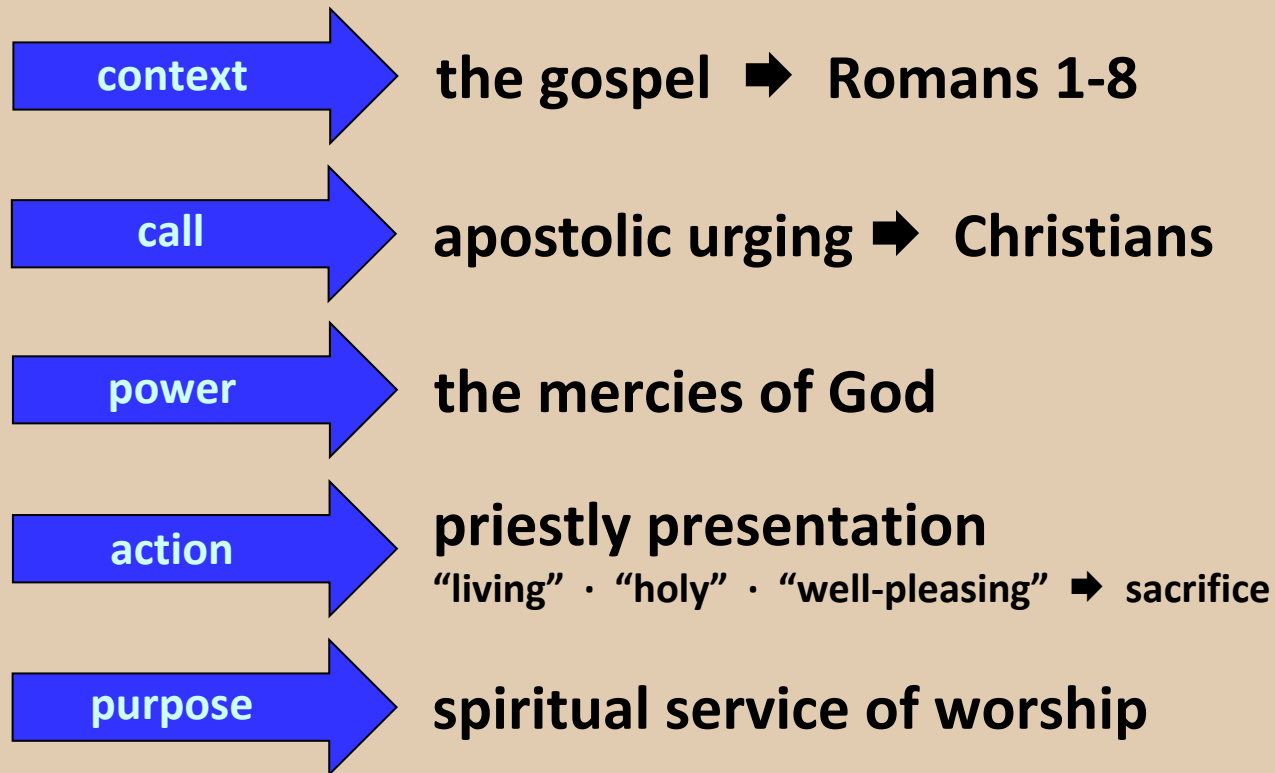 context the gospel 🡆 Romans 1-8
call apostolic urging 🡆 Christians
power the mercies of God
action priestly presentation
“living” · “holy” · “well-pleasing” 🡆 sacrifice
purpose spiritual service of worship